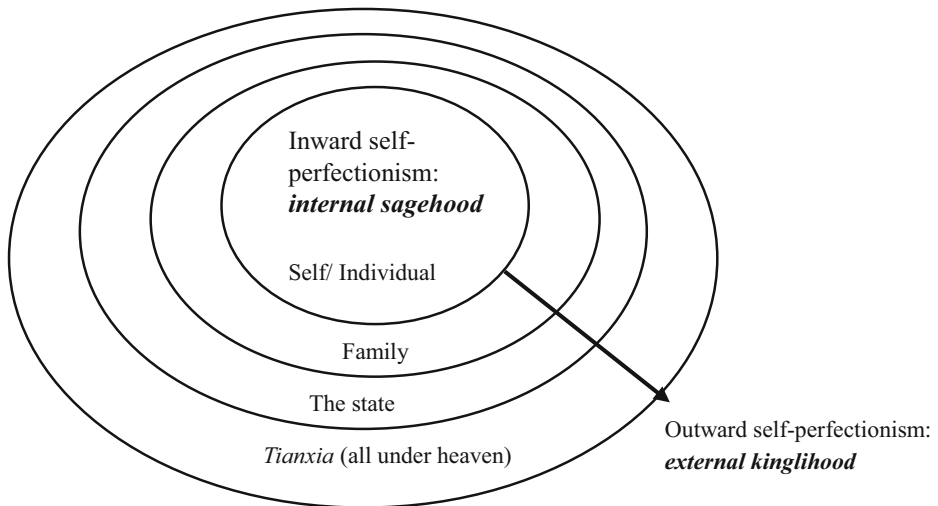 Inward self-
perfectionism:
internal sagehood
Self/ Individual
Family
The state
Tianxia (all under heaven)
Outward self-perfectionism:
external kinglihood